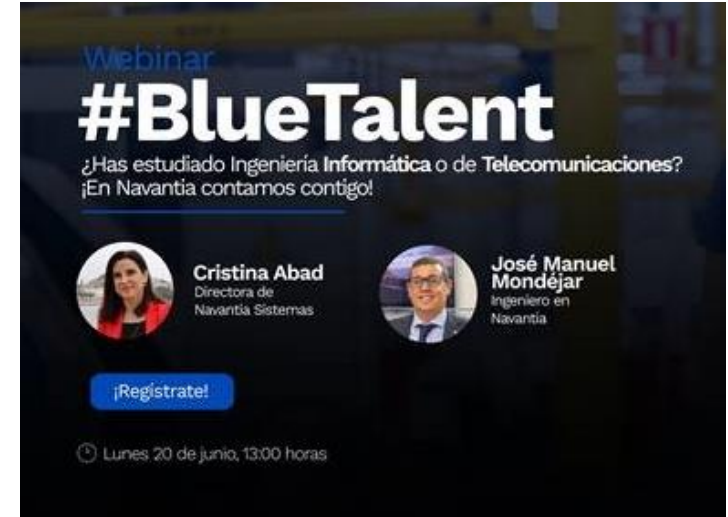 Webinar
#BlueTalent
¿Has estudiado Ingeniería Informática o de Telecomunicaciones?
¡En Navantia contamos contigo!
Cristina Abad
Directora de
Navantia Sistemas
José Manuel
Mondéjar
Ingeniero en
Navantia
¡Regístrate!
Lunes 20 de junio, 13:00 horas